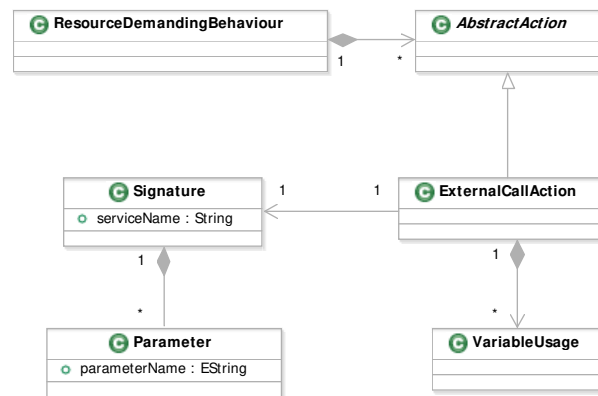 ResourceDemandingBehaviour
AbstractAction
1
*
Signature
serviceName : String
1
1
ExternalCallAction
1
1
*
*
Parameter
parameterName : EString
VariableUsage